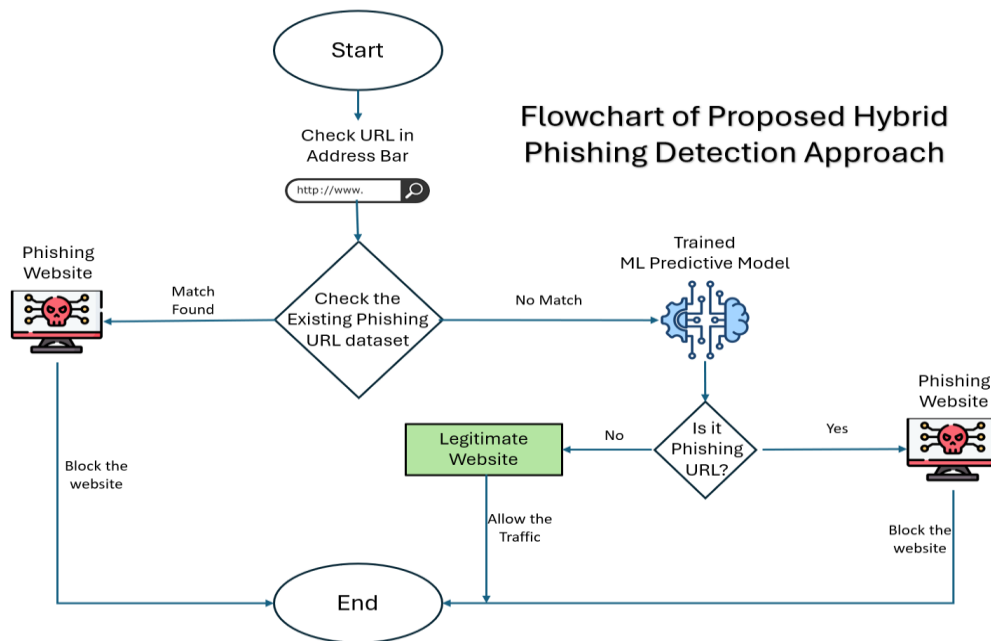 Start
Check URL in
Address Bar
http://www.
Flowchart of Proposed Hybrid
Phishing Detection Approach
Phishing
Website
Match
Found
Check the
Existing Phishing
URL dataset
No Match
Trained
ML Predictive Model
Phishing
Website
Is it
Phishing
URL?
No
Yes
Legitimate
Website
Block the
website
Allow the
Traffic
Block the
website
End